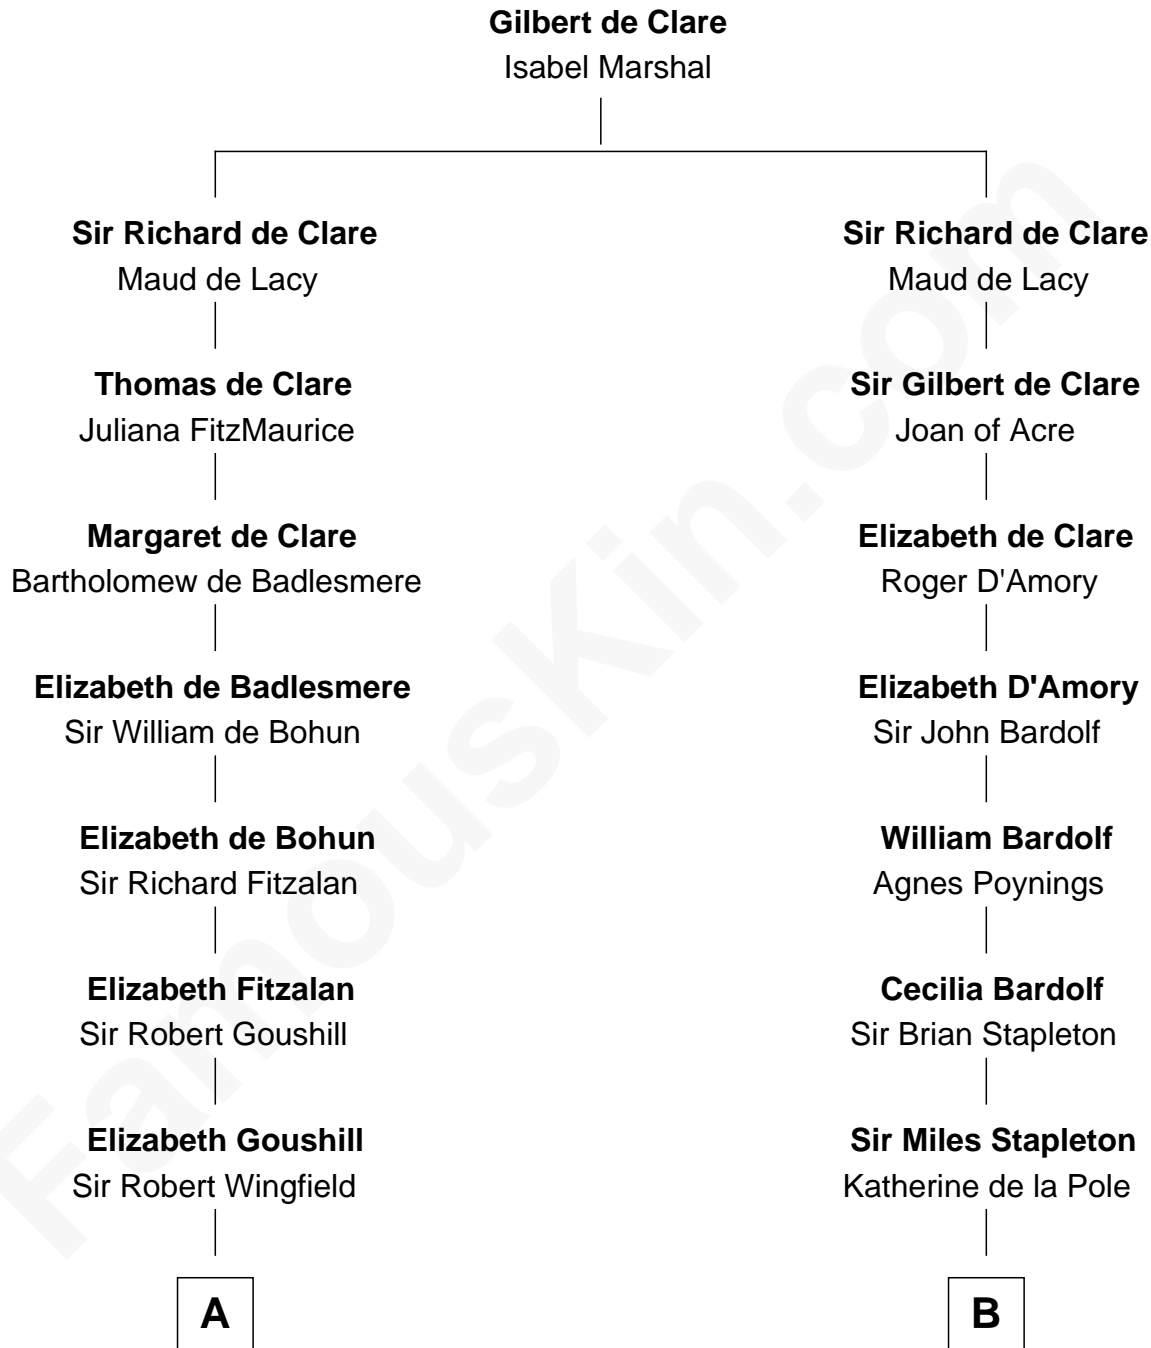 Gilbert de Clare
Isabel Marshal
Sir Richard de Clare
Maud de Lacy
Thomas de Clare
Juliana FitzMaurice
Margaret de Clare
Bartholomew de Badlesmere
Elizabeth de Badlesmere
Sir William de Bohun
Elizabeth de Bohun
Sir Richard Fitzalan
Elizabeth Fitzalan
Sir Robert Goushill
Elizabeth Goushill
Sir Robert Wingfield
A
Sir Richard de Clare
Maud de Lacy
Sir Gilbert de Clare
Joan of Acre
Elizabeth de Clare
Roger D'Amory
Elizabeth D'Amory
Sir John Bardolf
William Bardolf
Agnes Poynings
Cecilia Bardolf
Sir Brian Stapleton
Sir Miles Stapleton
Katherine de la Pole
B
FamousKin.com